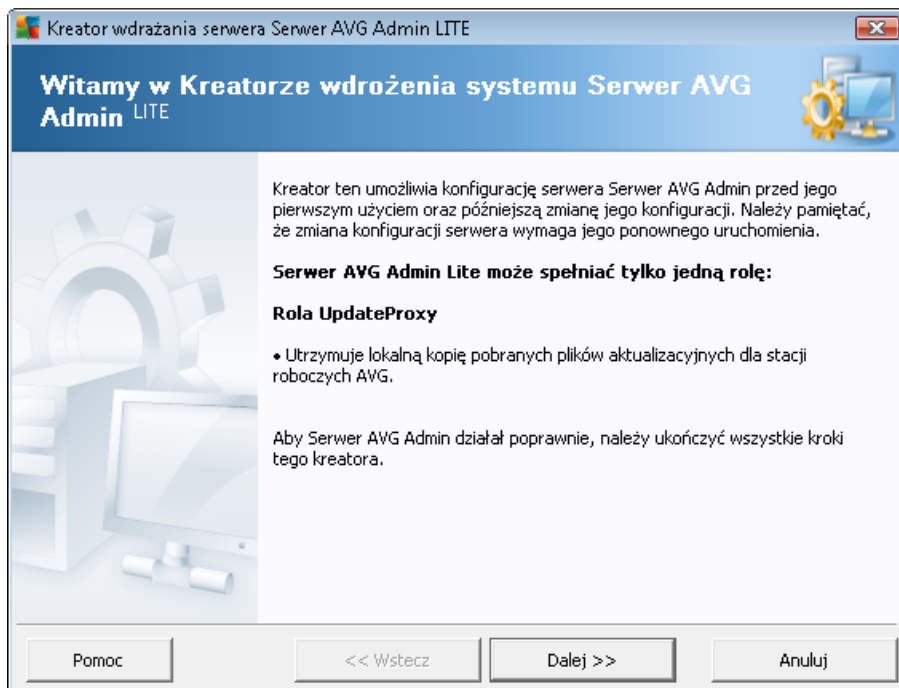 Kreator wdrażania serwera Serwer AVG Admin LITE
Witamy w Kreatorze wdrożenia systemu Serwer AVG
Admin LITE
Kreator ten umożliwia konfigurację serwera Serwer AVG Admin przed jego
pierwszym użyciem oraz późniejszą zmianę jego konfiguracji. Należy pamiętać,
że zmiana konfiguracji serwera wymaga jego ponownego uruchomienia.
Serwer AVG Admin Lite może spełniać tylko jedną rolę:
Rola UpdateProxy
• Utrzymuje lokalną kopię pobranych plików aktualizacyjnych dla stacji
roboczych AVG.
Aby Serwer AVG Admin działał poprawnie, należy ukończyć wszystkie kroki
tego kreatora.
Pomoc
<< Wstecz
Dalej >>
Anuluj